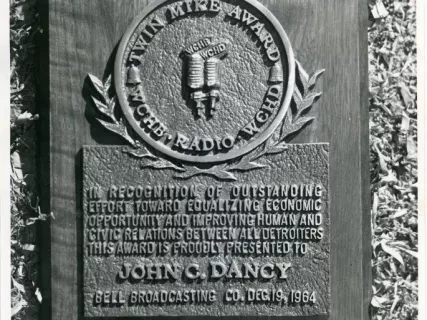 TWIN MIKE AWARD
WCHB WCHD
WCHB · RADIO · WCHD
IN RECOGNITION OF OUTSTANDING
EFFORT TOWARD EQUALIZING ECONOMIC
OPPORTUNITY AND IMPROVING HUMAN AND
CIVIC RELATIONS BETWEEN ALL DETROITERS
THIS AWARD IS PROUDLY PRESENTED TO
JOHN C. DANCY
BELL BROADCASTING CO. DEC. 19, 1964